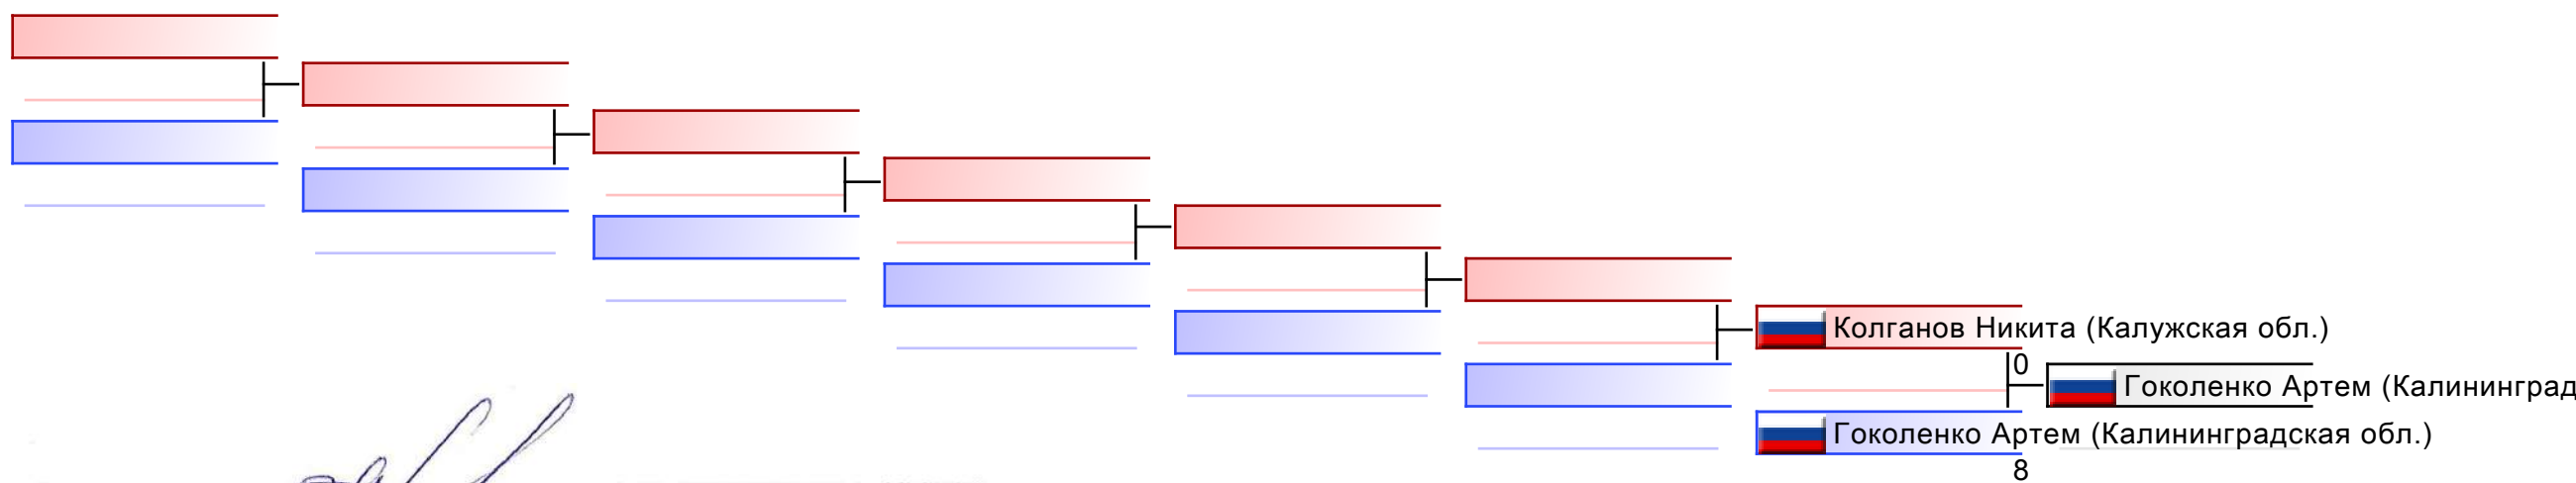 Колганов Никита (Калужская обл.)
0
Гоколенко Артем (Калининград
Гоколенко Артем (Калининградская обл.)
8